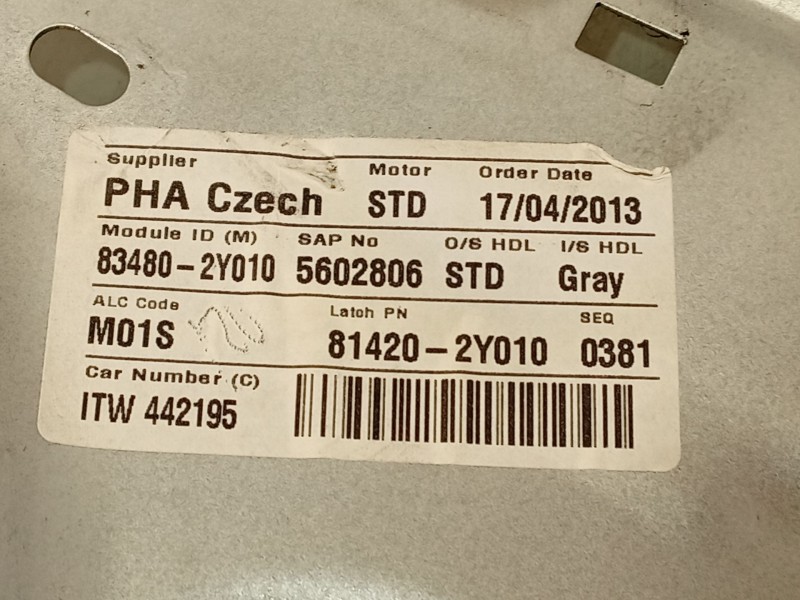 Supplier Motor Order Date
PHA Czech STD 17/04/2013
Module ID (M) SAP No O/S HDL I/S HDL
83480-2Y010 5602806 STD Gray
ALC Code Latch PN SEQ
M01S 81420-2Y010 0381
Car Number (C)
ITW 442195